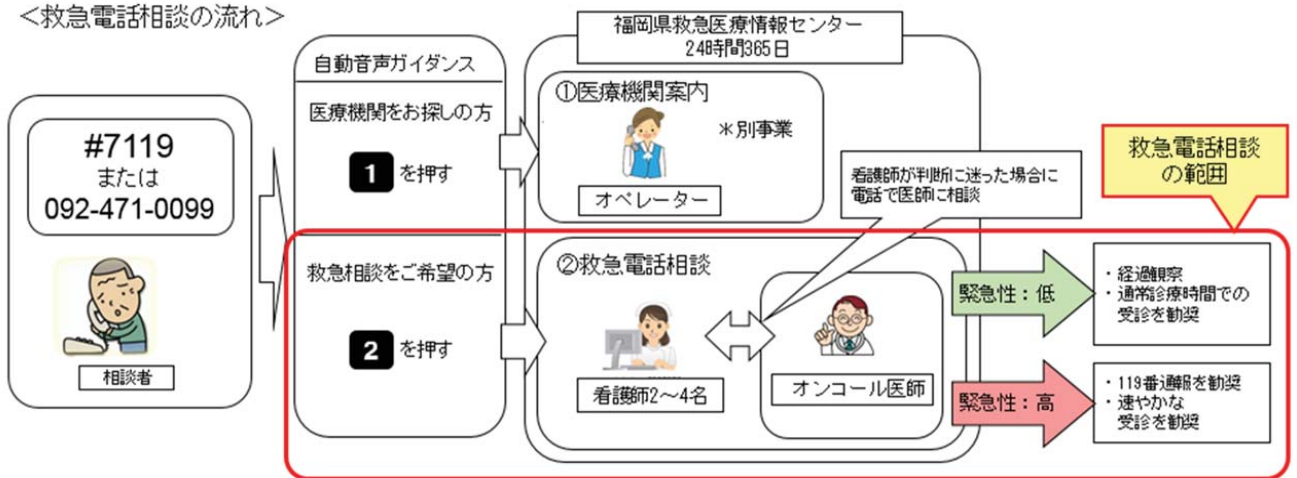 ＜救急電話相談の流れ＞
#7119
または
092-471-0099
相談者
自動音声ガイダンス
医療機関をお探しの方
1 を押す
救急相談をご希望の方
2 を押す
福岡県救急医療情報センター
24時間365日
①医療機関案内
＊別事業
オペレーター
看護師が判断に迷った場合に
電話で医師に相談
②救急電話相談
看護師2～4名
オンコール医師
救急電話相談
の範囲
緊急性：低
・経過観察
・通常診療時間での
受診を勧奨
緊急性：高
・119番通報を勧奨
・速やかな
受診を勧奨